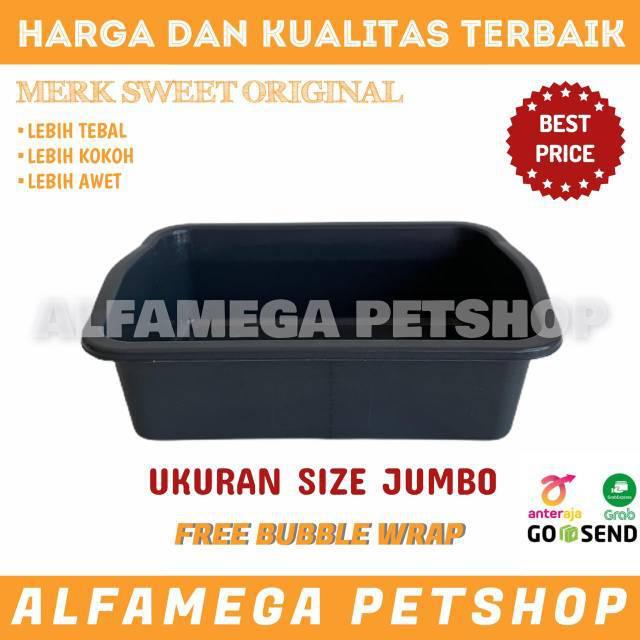 HARGA DAN KUALITAS TERBAIK
MERK SWEET ORIGINAL
• LEBIH TEBAL
• LEBIH KOKOH
• LEBIH AWET
BEST
PRICE
ALFAMEGA PETSHOP
UKURAN SIZE JUMBO
FREE BUBBLE WRAP
anteraja
GrabExpress
Grab
GO SEND
ALFAMEGA PETSHOP